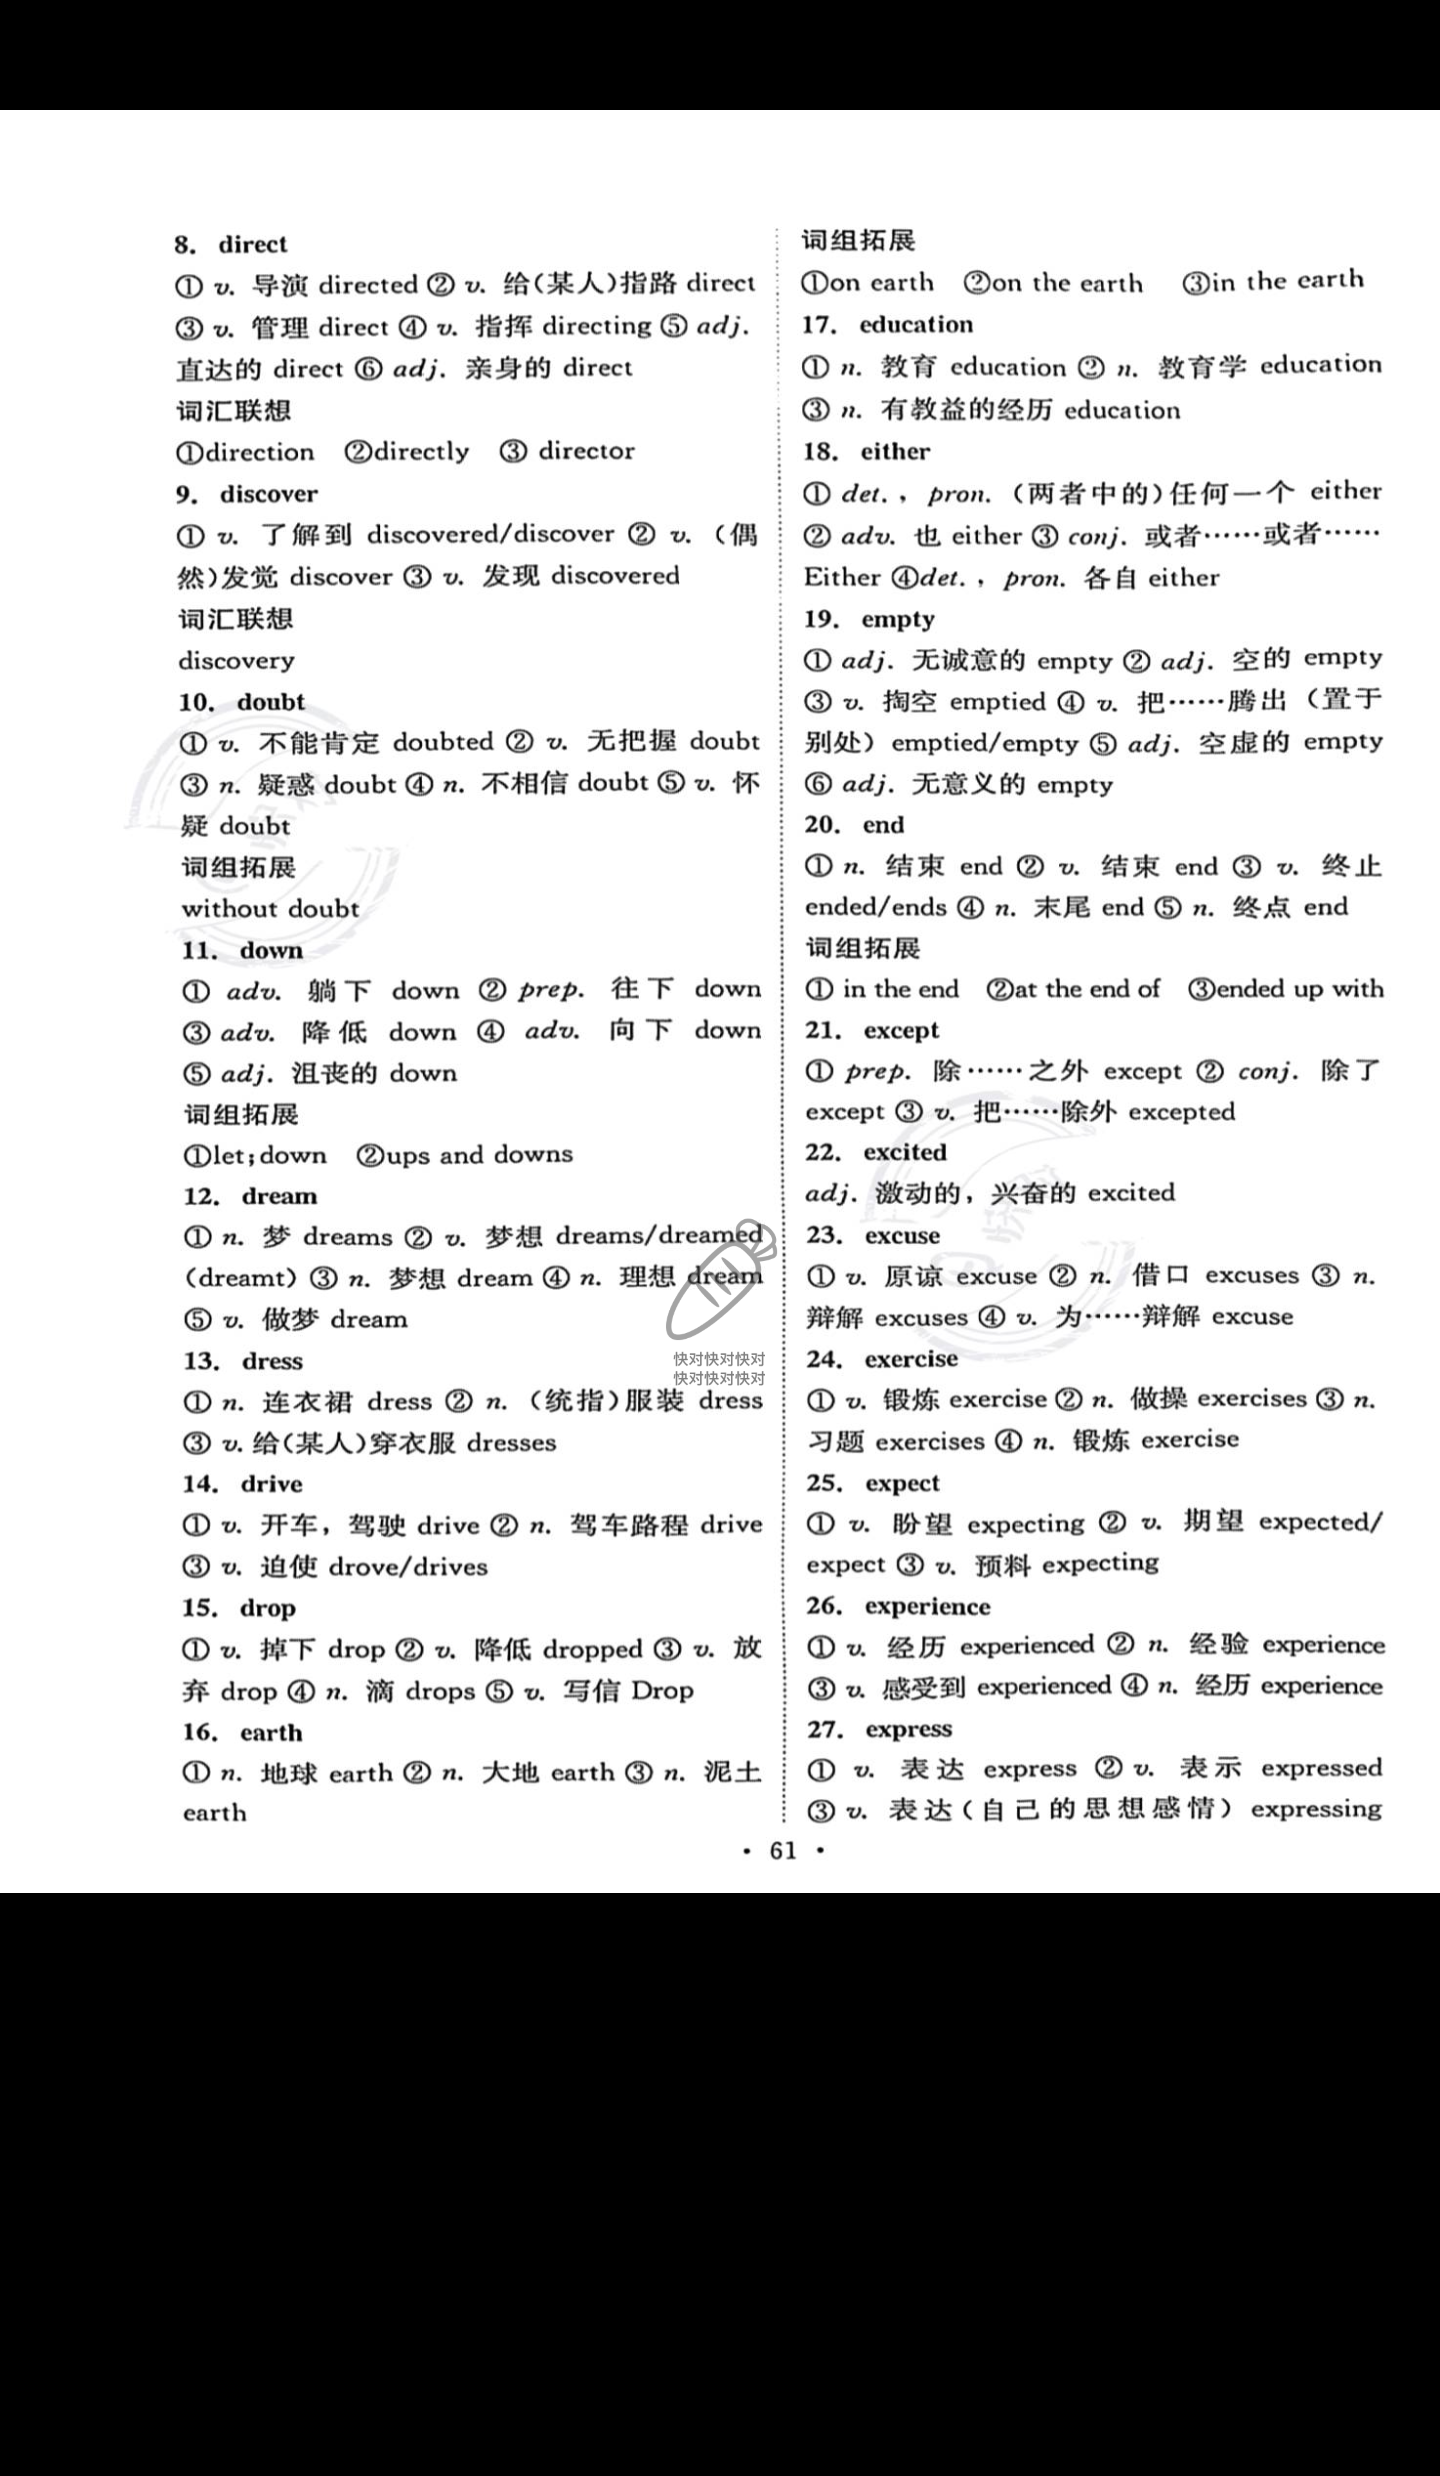 8. direct
① v. 导演 directed ② v. 给(某人)指路 direct
③ v. 管理 direct ④ v. 指挥 directing ⑤ adj.
直达的 direct ⑥ adj. 亲身的 direct
词汇联想
①direction ②directly ③ director
9. discover
① v. 了解到 discovered/discover ② v. (偶
然)发觉 discover ③ v. 发现 discovered
词汇联想
discovery
10. doubt
① v. 不能肯定 doubted ② v. 无把握 doubt
③ n. 疑惑 doubt ④ n. 不相信 doubt ⑤ v. 怀
疑 doubt
词组拓展
without doubt
11. down
① adv. 躺下 down ② prep. 往下 down
③ adv. 降低 down ④ adv. 向下 down
⑤ adj. 沮丧的 down
词组拓展
①let;down ②ups and downs
12. dream
① n. 梦 dreams ② v. 梦想 dreams/dreamed
(dreamt) ③ n. 梦想 dream ④ n. 理想 dream
⑤ v. 做梦 dream
13. dress
① n. 连衣裙 dress ② n. (统指)服装 dress
③ v. 给(某人)穿衣服 dresses
14. drive
① v. 开车，驾驶 drive ② n. 驾车路程 drive
③ v. 迫使 drove/drives
15. drop
① v. 掉下 drop ② v. 降低 dropped ③ v. 放
弃 drop ④ n. 滴 drops ⑤ v. 写信 Drop
16. earth
① n. 地球 earth ② n. 大地 earth ③ n. 泥土
earth
词组拓展
①on earth ②on the earth ③in the earth
17. education
① n. 教育 education ② n. 教育学 education
③ n. 有教益的经历 education
18. either
① det. , pron. (两者中的)任何一个 either
② adv. 也 either ③ conj. 或者……或者……
Either ④det. , pron. 各自 either
19. empty
① adj. 无诚意的 empty ② adj. 空的 empty
③ v. 掏空 emptied ④ v. 把……腾出（置于
别处）emptied/empty ⑤ adj. 空虚的 empty
⑥ adj. 无意义的 empty
20. end
① n. 结束 end ② v. 结束 end ③ v. 终止
ended/ends ④ n. 末尾 end ⑤ n. 终点 end
词组拓展
① in the end ②at the end of ③ended up with
21. except
① prep. 除……之外 except ② conj. 除了
except ③ v. 把……除外 excepted
22. excited
adj. 激动的，兴奋的 excited
23. excuse
① v. 原谅 excuse ② n. 借口 excuses ③ n.
辩解 excuses ④ v. 为……辩解 excuse
24. exercise
① v. 锻炼 exercise ② n. 做操 exercises ③ n.
习题 exercises ④ n. 锻炼 exercise
25. expect
① v. 盼望 expecting ② v. 期望 expected/
expect ③ v. 预料 expecting
26. experience
① v. 经历 experienced ② n. 经验 experience
③ v. 感受到 experienced ④ n. 经历 experience
27. express
① v. 表达 express ② v. 表示 expressed
③ v. 表达(自己的思想感情) expressing
快对快对快对
快对快对快对
• 61 •